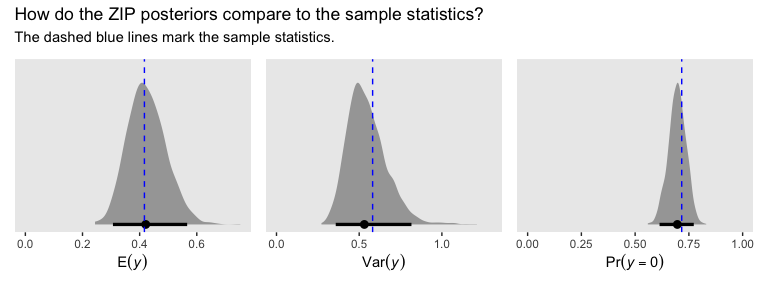 How do the ZIP posteriors compare to the sample statistics?
The dashed blue lines mark the sample statistics.
0.0 0.2 0.4 0.6
E(y)
0.0 0.5 1.0
Var(y)
0.00 0.25 0.50 0.75 1.00
Pr(y = 0)